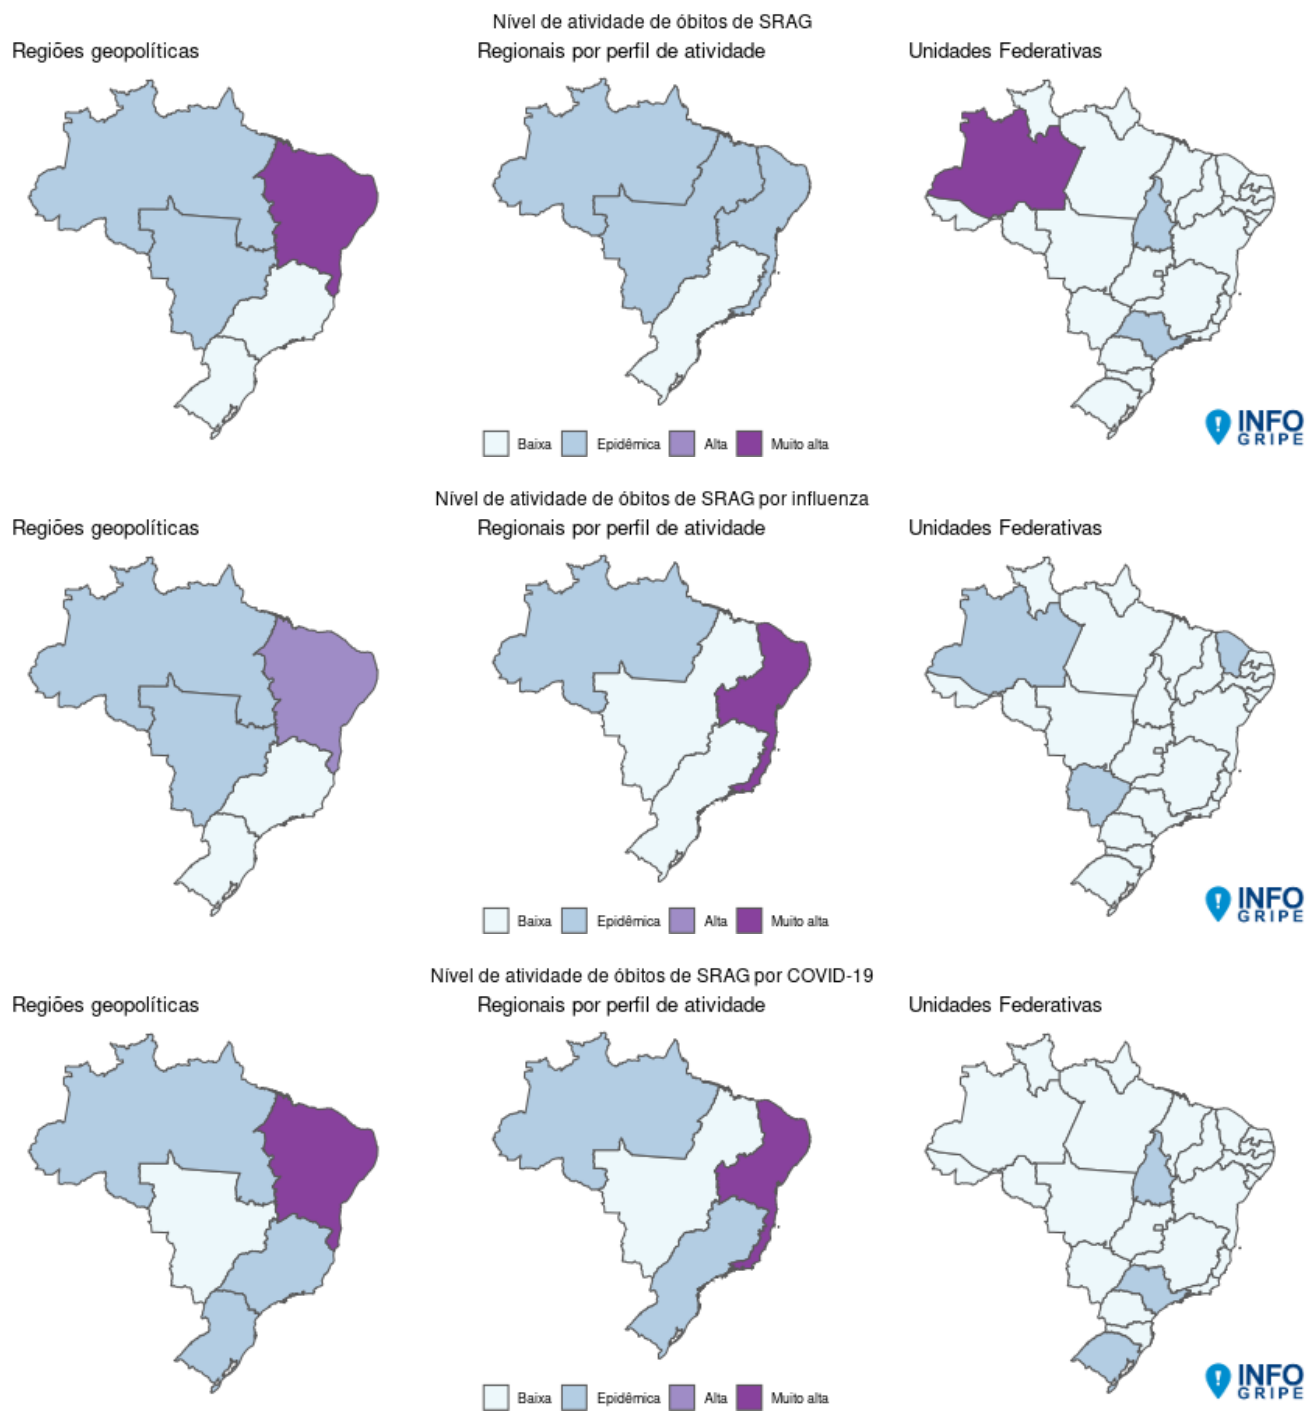 Nível de atividade de óbitos de SRAG
Regiões geopolíticas
Regionais por perfil de atividade
Unidades Federativas
Baixa
Epidêmica
Alta
Muito alta
INFO
GRIPE
Nível de atividade de óbitos de SRAG por influenza
Regiões geopolíticas
Regionais por perfil de atividade
Unidades Federativas
Baixa
Epidêmica
Alta
Muito alta
INFO
GRIPE
Nível de atividade de óbitos de SRAG por COVID-19
Regiões geopolíticas
Regionais por perfil de atividade
Unidades Federativas
Baixa
Epidêmica
Alta
Muito alta
INFO
GRIPE